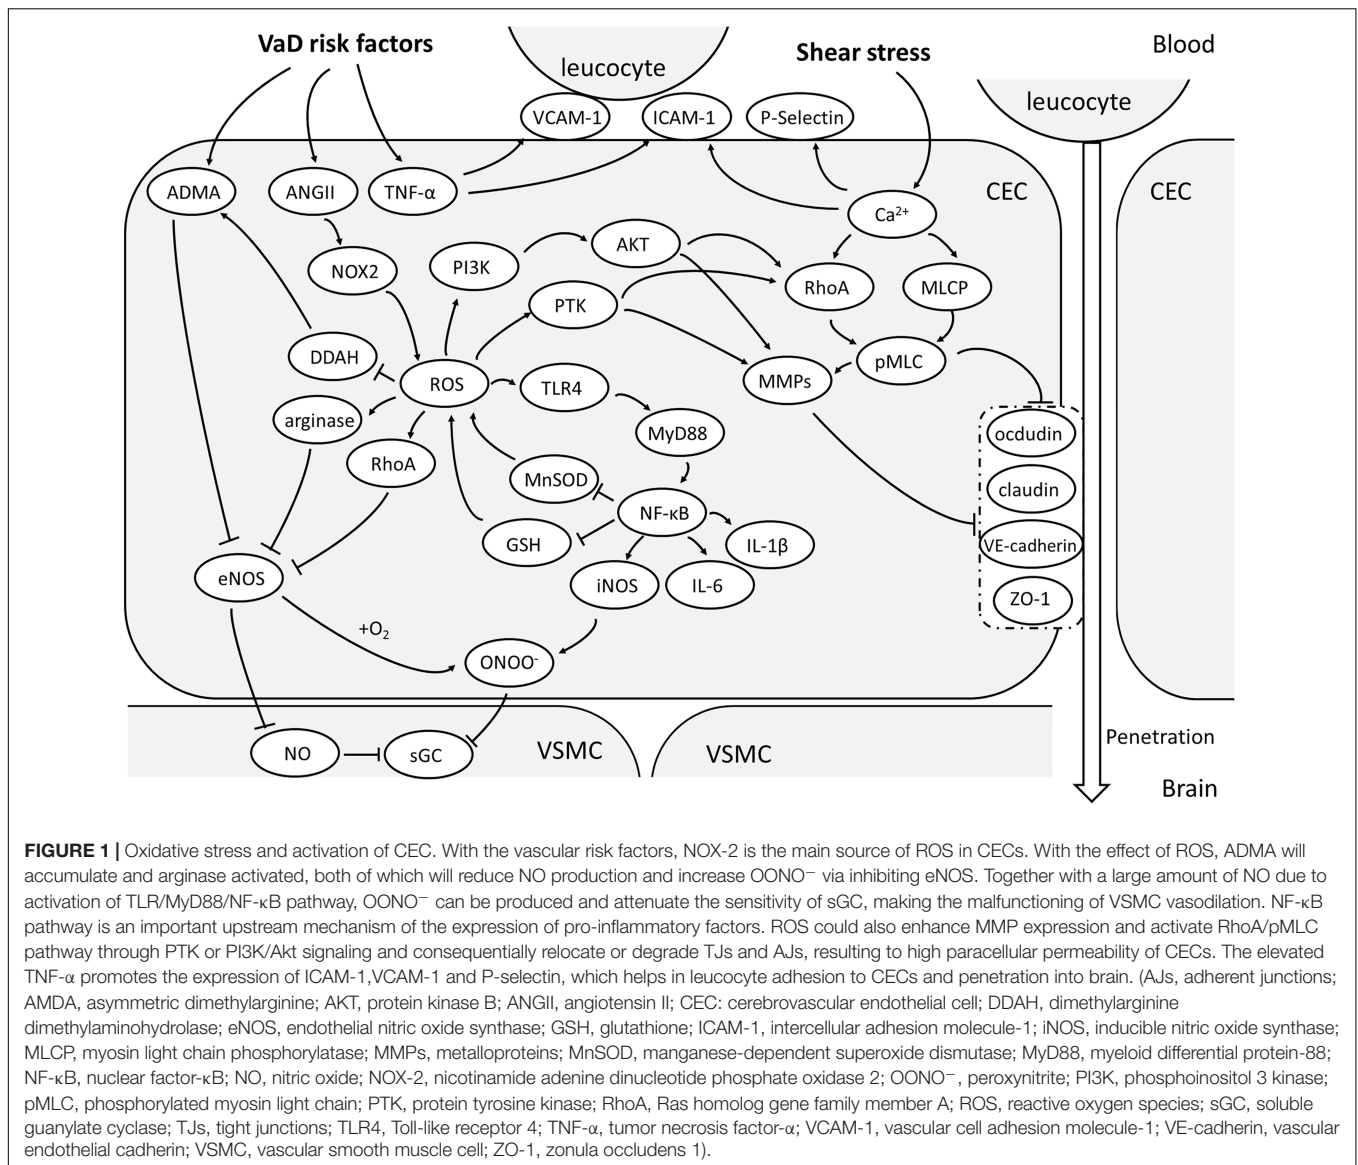 VaD risk factors
leucocyte
Shear stress
Blood
leucocyte
VCAM-1
ICAM-1
P-Selectin
ADMA
ANGII
TNF-α
Ca²⁺
CEC
CEC
NOX2
PI3K
AKT
RhoA
MLCP
PTK
DDAH
ROS
TLR4
MMPs
pMLC
arginase
MyD88
ocdudin
RhoA
MnSOD
claudin
NF-κB
GSH
IL-1β
VE-cadherin
eNOS
iNOS
IL-6
ZO-1
+O₂
ONOO⁻
NO
sGC
VSMC
VSMC
Penetration
Brain
FIGURE 1 | Oxidative stress and activation of CEC. With the vascular risk factors, NOX-2 is the main source of ROS in CECs. With the effect of ROS, ADMA will
accumulate and arginase activated, both of which will reduce NO production and increase OONO⁻ via inhibiting eNOS. Together with a large amount of NO due to
activation of TLR/MyD88/NF-κB pathway, OONO⁻ can be produced and attenuate the sensitivity of sGC, making the malfunctioning of VSMC vasodilation. NF-κB
pathway is an important upstream mechanism of the expression of pro-inflammatory factors. ROS could also enhance MMP expression and activate RhoA/pMLC
pathway through PTK or PI3K/Akt signaling and consequentially relocate or degrade TJs and AJs, resulting to high paracellular permeability of CECs. The elevated
TNF-α promotes the expression of ICAM-1,VCAM-1 and P-selectin, which helps in leucocyte adhesion to CECs and penetration into brain. (AJs, adherent junctions;
AMDA, asymmetric dimethylarginine; AKT, protein kinase B; ANGII, angiotensin II; CEC: cerebrovascular endothelial cell; DDAH, dimethylarginine
dimethylaminohydrolase; eNOS, endothelial nitric oxide synthase; GSH, glutathione; ICAM-1, intercellular adhesion molecule-1; iNOS, inducible nitric oxide synthase;
MLCP, myosin light chain phosphorylatase; MMPs, metalloproteins; MnSOD, manganese-dependent superoxide dismutase; MyD88, myeloid differential protein-88;
NF-κB, nuclear factor-κB; NO, nitric oxide; NOX-2, nicotinamide adenine dinucleotide phosphate oxidase 2; OONO⁻, peroxynitrite; PI3K, phosphoinositol 3 kinase;
pMLC, phosphorylated myosin light chain; PTK, protein tyrosine kinase; RhoA, Ras homolog gene family member A; ROS, reactive oxygen species; sGC, soluble
guanylate cyclase; TJs, tight junctions; TLR4, Toll-like receptor 4; TNF-α, tumor necrosis factor-α; VCAM-1, vascular cell adhesion molecule-1; VE-cadherin, vascular
endothelial cadherin; VSMC, vascular smooth muscle cell; ZO-1, zonula occludens 1).